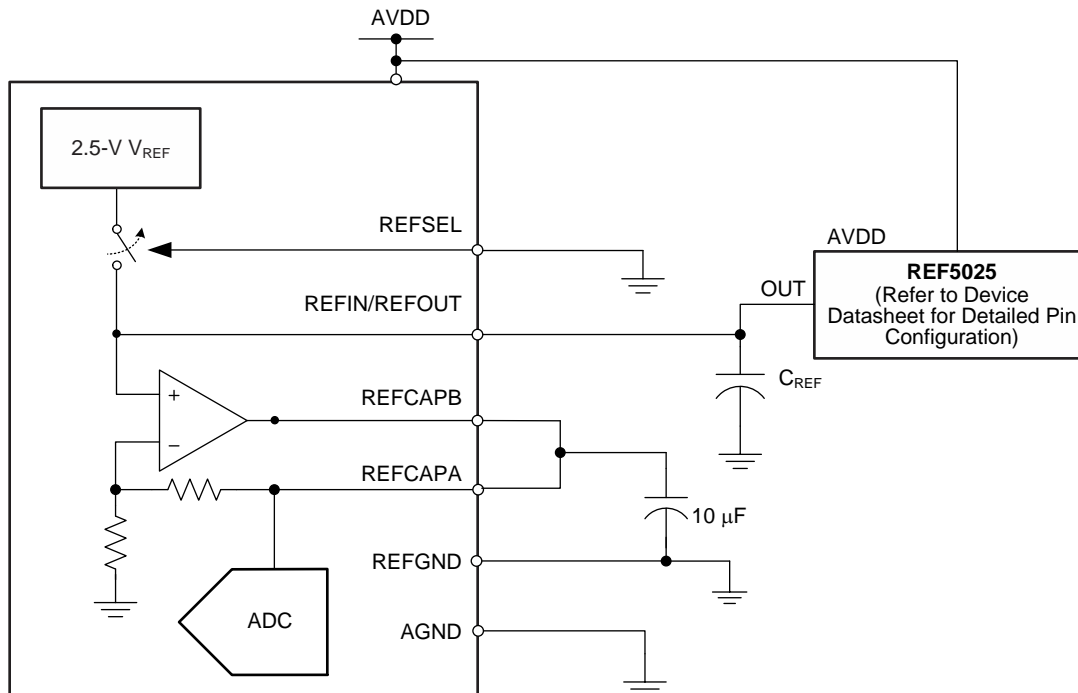 AVDD
2.5-V VREF
REFSEL
AVDD
REF5025
(Refer to Device
Datasheet for Detailed Pin
Configuration)
OUT
REFIN/REFOUT
CREF
+
−
REFCAPB
REFCAPA
10 μF
REFGND
ADC
AGND